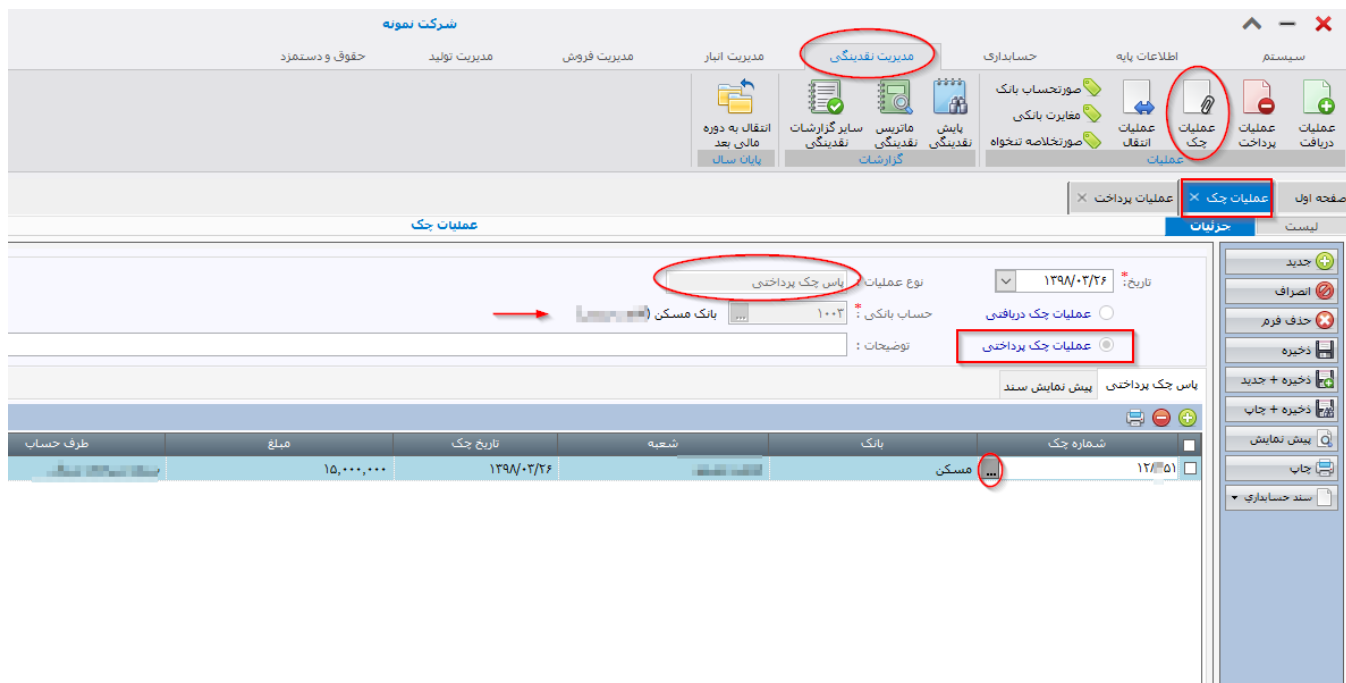 شرکت نمونه
سیستم اطلاعات پایه حسابداری مدیریت نقدینگی مدیریت انبار مدیریت فروش مدیریت تولید حقوق و دستمزد
عملیات دریافت
عملیات پرداخت
عملیات چک
عملیات انتقال
صورتحساب بانک
مغایرت بانکی
صورتخلاصه تنخواه
پایش نقدینگی
ماتریس نقدینگی
سایر گزارشات نقدینگی
انتقال به دوره مالی بعد
عملیات گزارشات پایان سال
صفحه اول عملیات چک × عملیات پرداخت ×
لیست جزئیات عملیات چک
جدید
انصراف
حذف فرم
ذخیره
ذخیره + جدید
ذخیره + چاپ
پیش نمایش
چاپ
سند حسابداري
تاریخ:* ۱۳۹۸/۰۳/۲۶ نوع عملیات : پاس چک پرداختی
عملیات چک دریافتی حساب بانکی :* ۱۰۰۳ ... بانک مسکن (
عملیات چک پرداختی توضیحات :
پاس چک پرداختی پیش نمایش سند
شماره چک بانک شعبه تاریخ چک مبلغ طرف حساب
... مسکن ۱۳۹۸/۰۳/۲۶ ۱۵,۰۰۰,۰۰۰